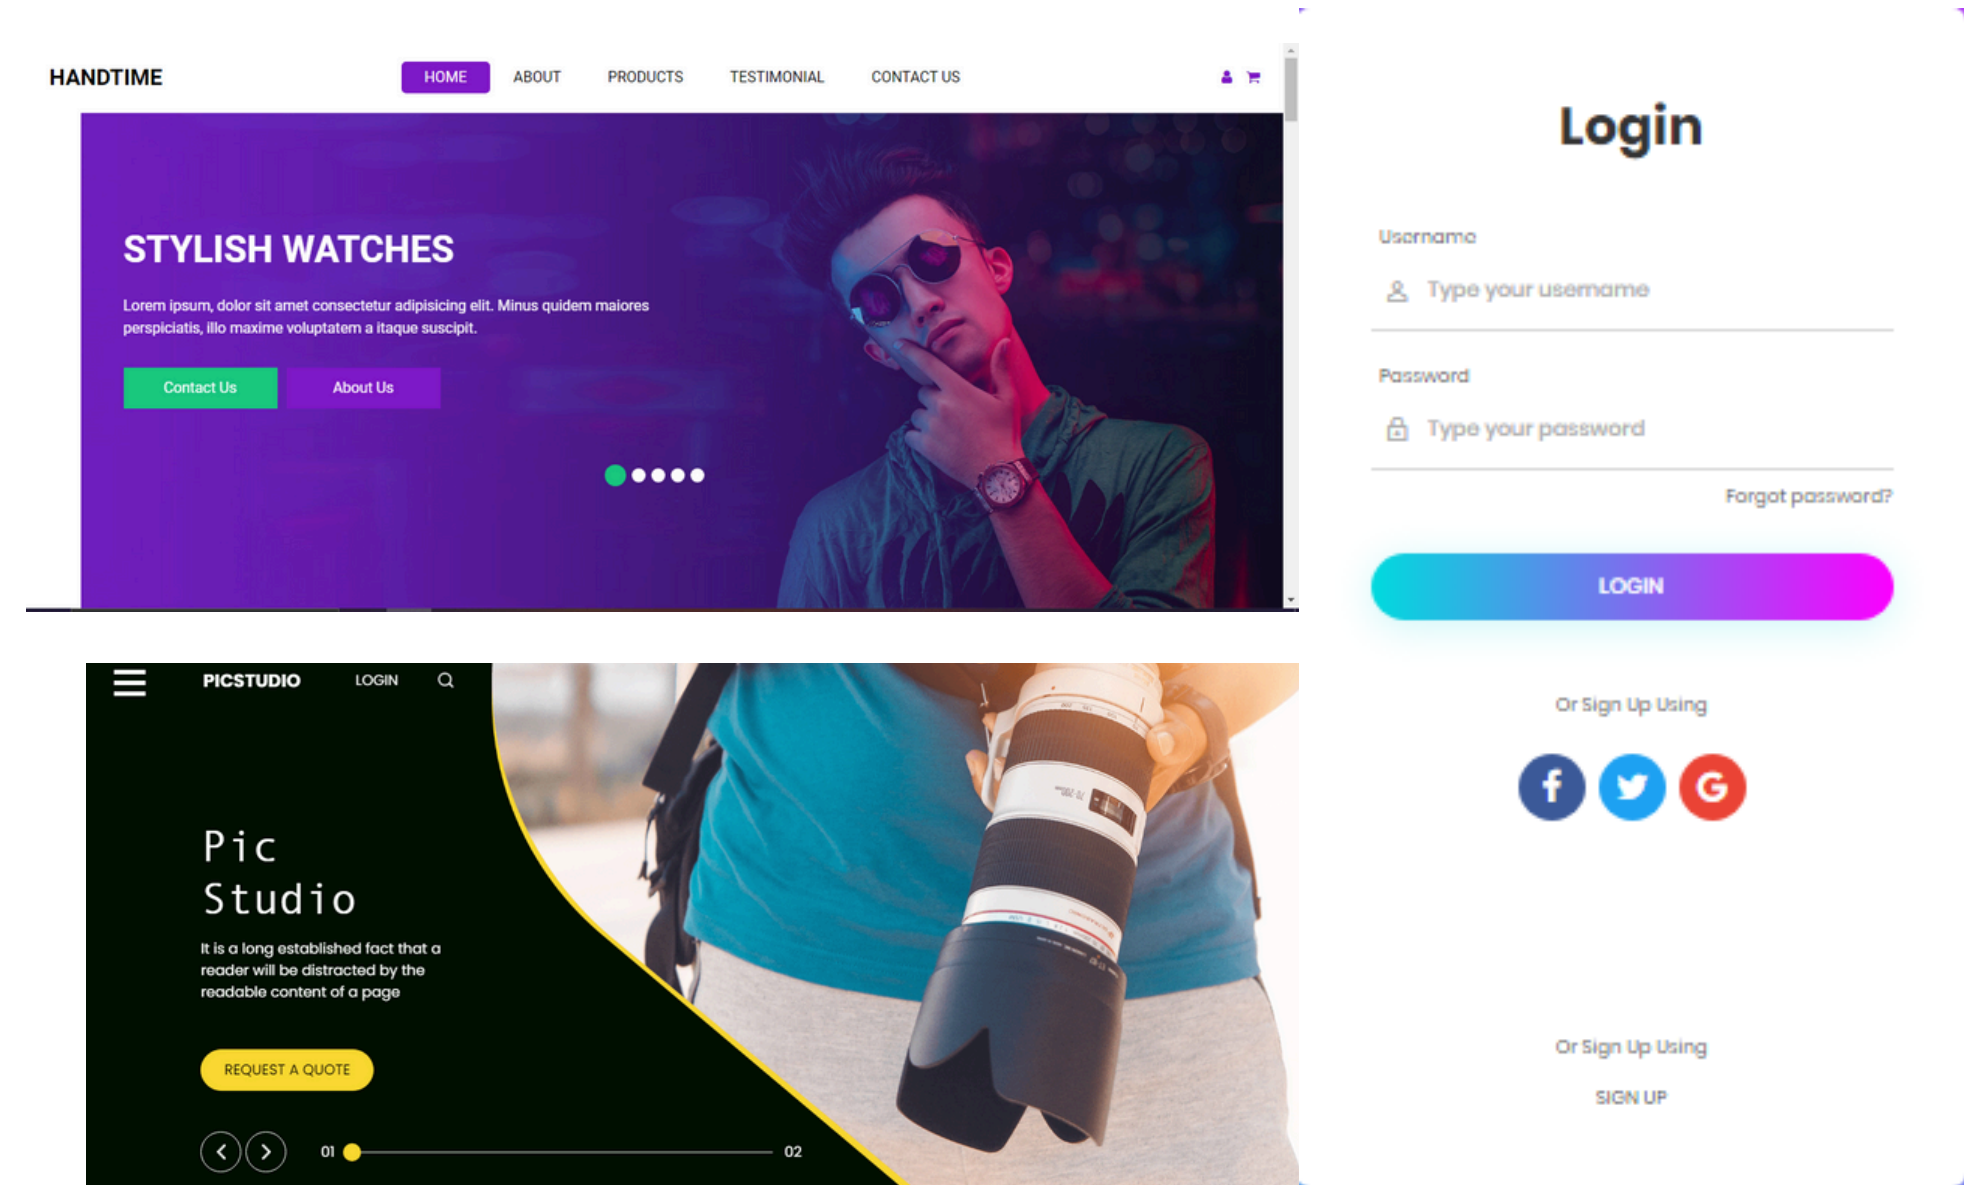 HANDTIME
HOME
ABOUT
PRODUCTS
TESTIMONIAL
CONTACT US
STYLISH WATCHES
Lorem ipsum, dolor sit amet consectetur adipisicing elit. Minus quidem maiores
perspiciatis, illo maxime voluptatem a itaque suscipit.
Contact Us
About Us
PICSTUDIO
LOGIN
Pic
Studio
It is a long established fact that a
reader will be distracted by the
readable content of a page
REQUEST A QUOTE
01
02
Login
Username
Type your username
Password
Type your password
Forgot password?
LOGIN
Or Sign Up Using
f
G
Or Sign Up Using
SIGN UP